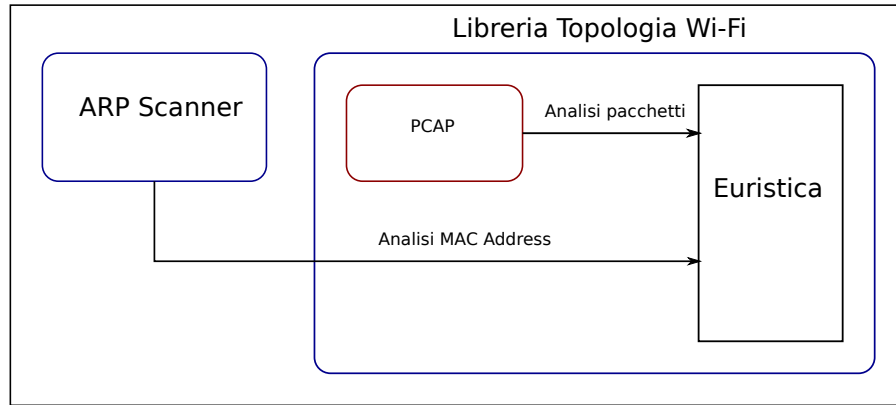 Libreria Topologia Wi-Fi
ARP Scanner
PCAP
Analisi pacchetti
Euristica
Analisi MAC Address